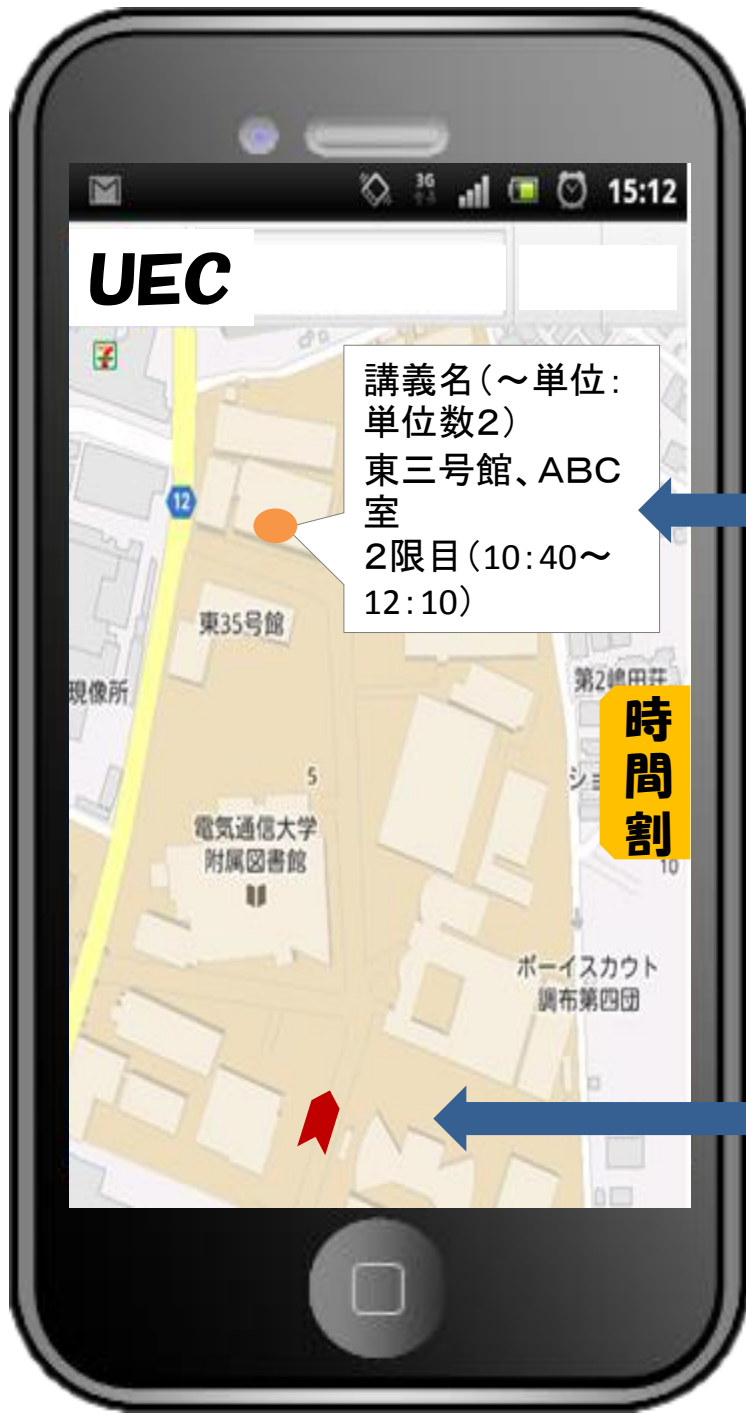 3G
15:12
UEC
講義名（～単位：
単位数２）
東三号館、ＡＢＣ
室
２限目（10：40～
12：10）
12
東35号館
現像所
第2嶋田荘
時
間
割
5
ショ
電気通信大学
附属図書館
10
ボーイスカウト
調布第四団